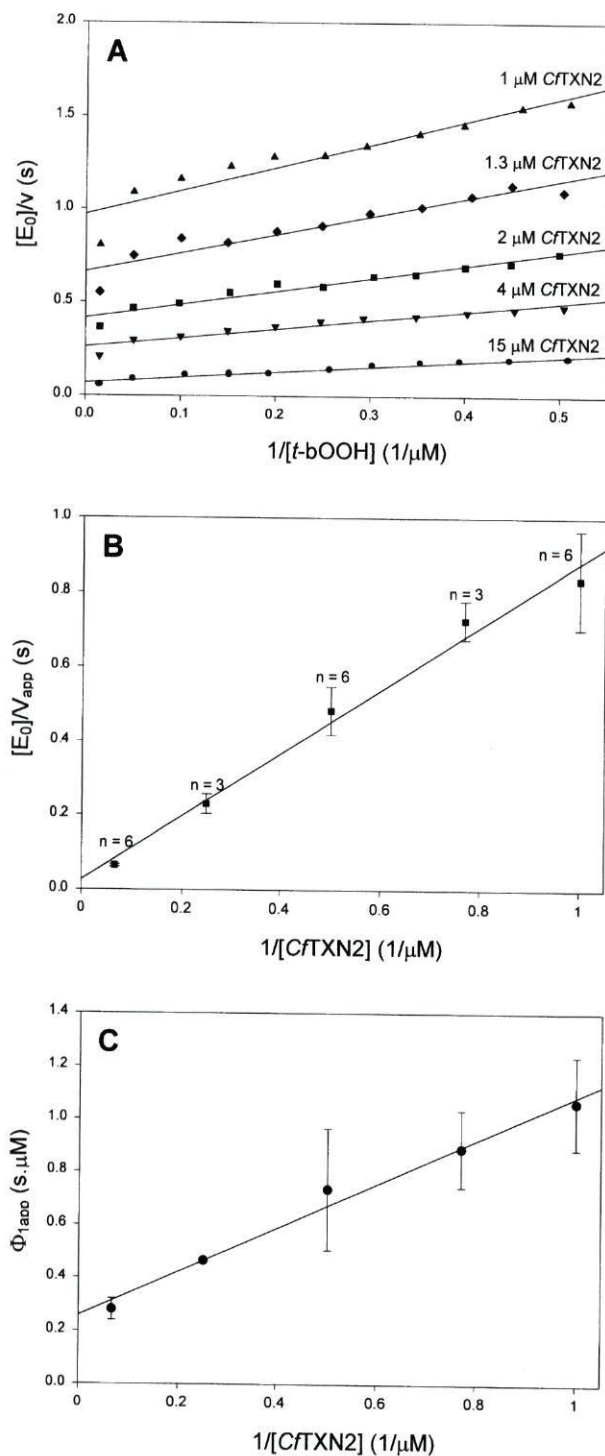 A
2.0
1.5
1.0
0.5
0.0
[E₀]/v (s)
1 μM CfTXN2
1.3 μM CfTXN2
2 μM CfTXN2
4 μM CfTXN2
15 μM CfTXN2
0.0 0.1 0.2 0.3 0.4 0.5
1/[t-bOOH] (1/μM)
B
1.0
0.8
0.6
0.4
0.2
0.0
[E₀]/Vapp (s)
n = 6
n = 3
n = 6
n = 3
n = 6
0 0.2 0.4 0.6 0.8 1
1/[CfTXN2] (1/μM)
C
1.4
1.2
1.0
0.8
0.6
0.4
0.2
0.0
Φ1app (s.μM)
0 0.2 0.4 0.6 0.8 1
1/[CfTXN2] (1/μM)